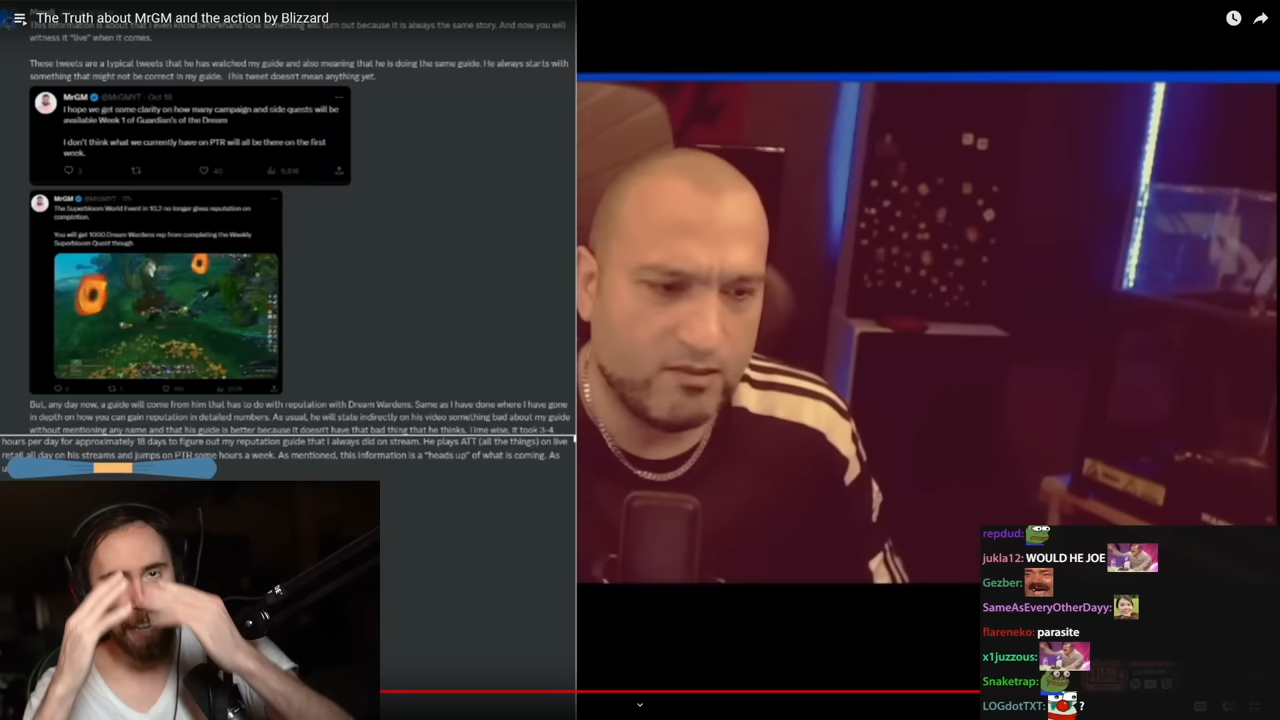 The Truth about MrGM and the action by Blizzard
This information is about that I even know beforehand how something will turn out because it is always the same story. And now you will
witness it "live" when it comes.
These tweets are a typical tweets that he has watched my guide and also meaning that he is doing the same guide. He always starts with
something that might not be correct in my guide. This tweet doesn't mean anything yet.
MrGM @MrGMYT · Oct 18
I hope we get some clarity on how many campaign and side quests will be
available Week 1 of Guardian's of the Dream
I don't think what we currently have on PTR will all be there on the first
week.
3 40
MrGM @MrGMYT
The Superbloom World Event in 10.2 no longer gives reputation on
completion.
You will get 1000 Dream Wardens rep from completing the Weekly
Superbloom Quest though
But, any day now, a guide will come from him that has to do with reputation with Dream Wardens. Same as I have done where I have gone
in depth on how you can gain reputation in detailed numbers. As usual, he will state indirectly on his video something bad about my guide
without mentioning any name and that his guide is better because it doesn't have that bad thing that he thinks. Time wise, it took 3-4
hours per day for approximately 18 days to figure out my reputation guide that I always did on stream. He plays ATT (all the things) on live
retail all day on his streams and jumps on PTR some hours a week. As mentioned, this information is a "heads up" of what is coming. As
repdud:
jukla12: WOULD HE JOE
Gezber:
SameAsEveryOtherDayy:
flareneko: parasite
x1juzzous:
Snaketrap:
LOGdotTXT: ?